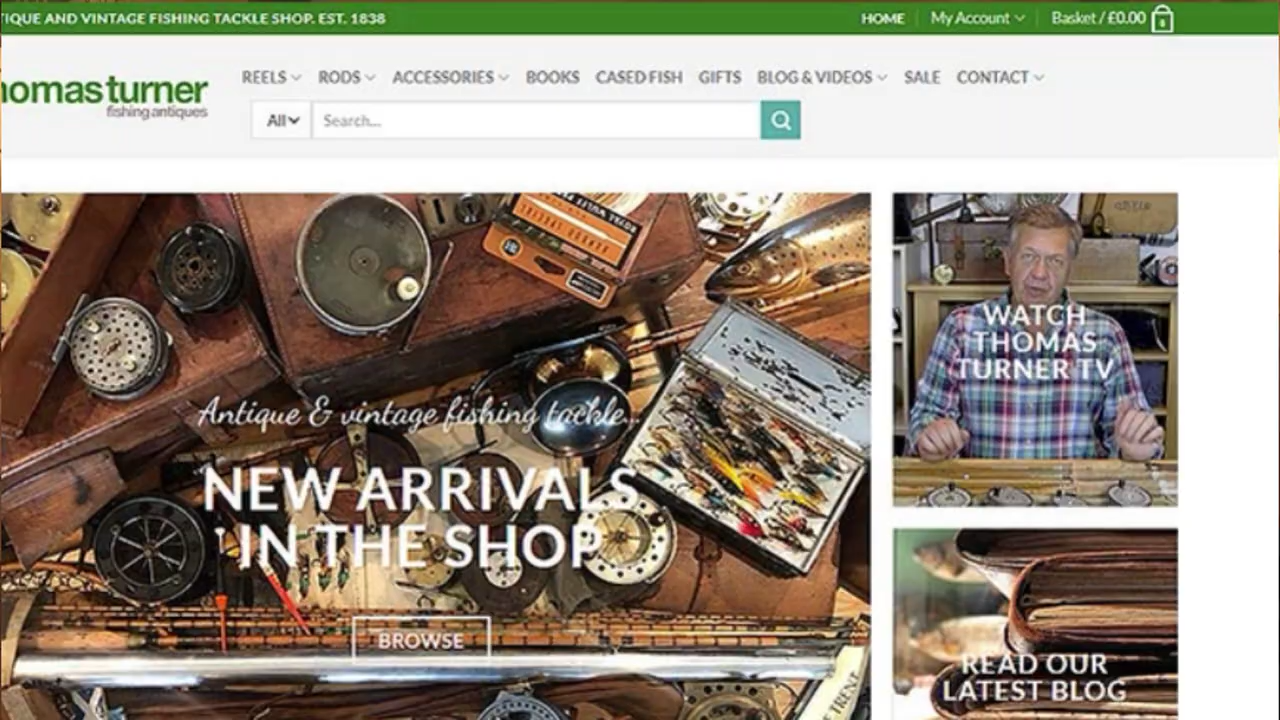 TIQUE AND VINTAGE FISHING TACKLE SHOP. EST. 1838
HOME My Account Basket / £0.00 0
homasturner
fishing antiques
REELS RODS ACCESSORIES BOOKS CASED FISH GIFTS BLOG & VIDEOS SALE CONTACT
All Search...
Antique & vintage fishing tackle...
NEW ARRIVALS
IN THE SHOP
BROWSE
WATCH
THOMAS
TURNER TV
READ OUR
LATEST BLOG